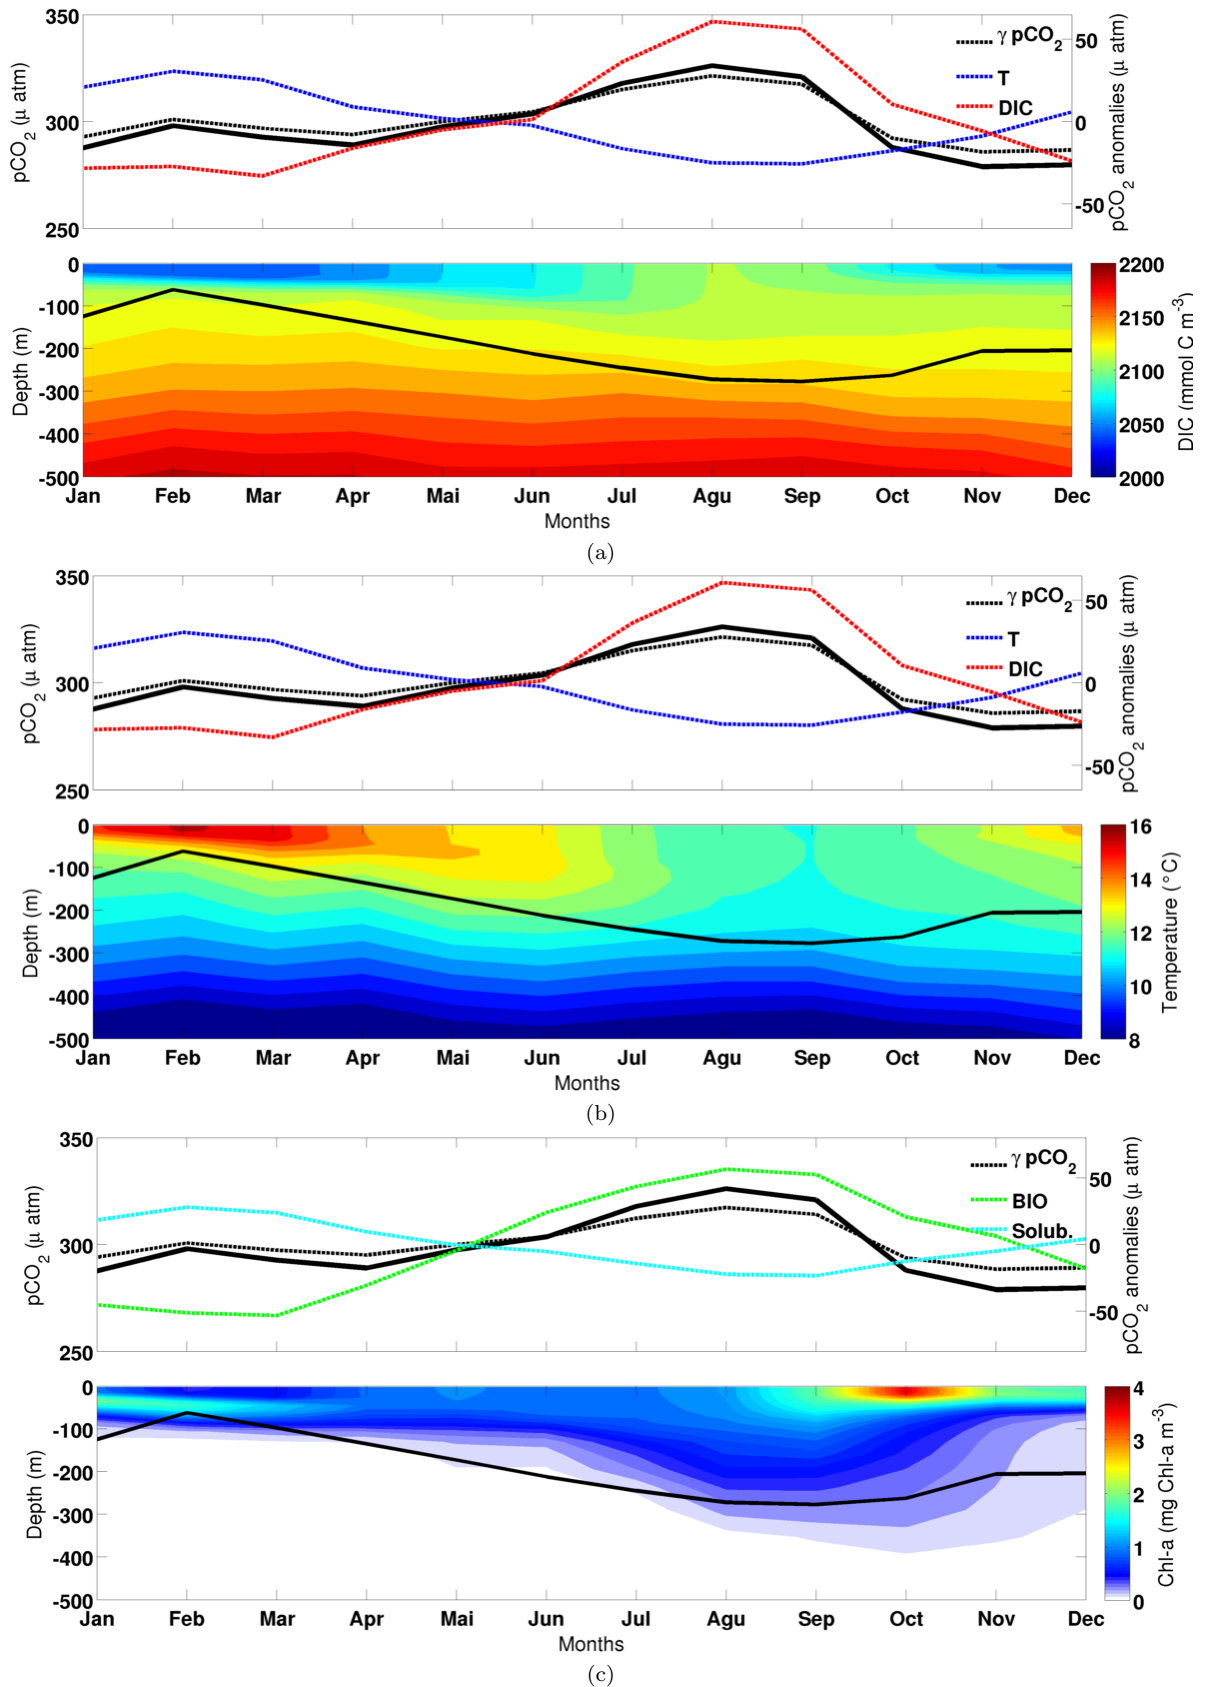 350
300
250
pCO2 (μ atm)
50
0
-50
pCO2 anomalies (μ atm)
γ pCO2
T
DIC
0
-100
-200
-300
-400
-500
Depth (m)
2200
2150
2100
2050
2000
DIC (mmol C m-3)
Jan Feb Mar Apr Mai Jun Jul Agu Sep Oct Nov Dec
Months
(a)
350
300
250
pCO2 (μ atm)
50
0
-50
pCO2 anomalies (μ atm)
γ pCO2
T
DIC
0
-100
-200
-300
-400
-500
Depth (m)
16
14
12
10
8
Temperature (°C)
Jan Feb Mar Apr Mai Jun Jul Agu Sep Oct Nov Dec
Months
(b)
350
300
250
pCO2 (μ atm)
50
0
-50
pCO2 anomalies (μ atm)
γ pCO2
BIO
Solub.
0
-100
-200
-300
-400
-500
Depth (m)
4
3
2
1
0
Chl-a (mg Chl-a m-3)
Jan Feb Mar Apr Mai Jun Jul Agu Sep Oct Nov Dec
Months
(c)